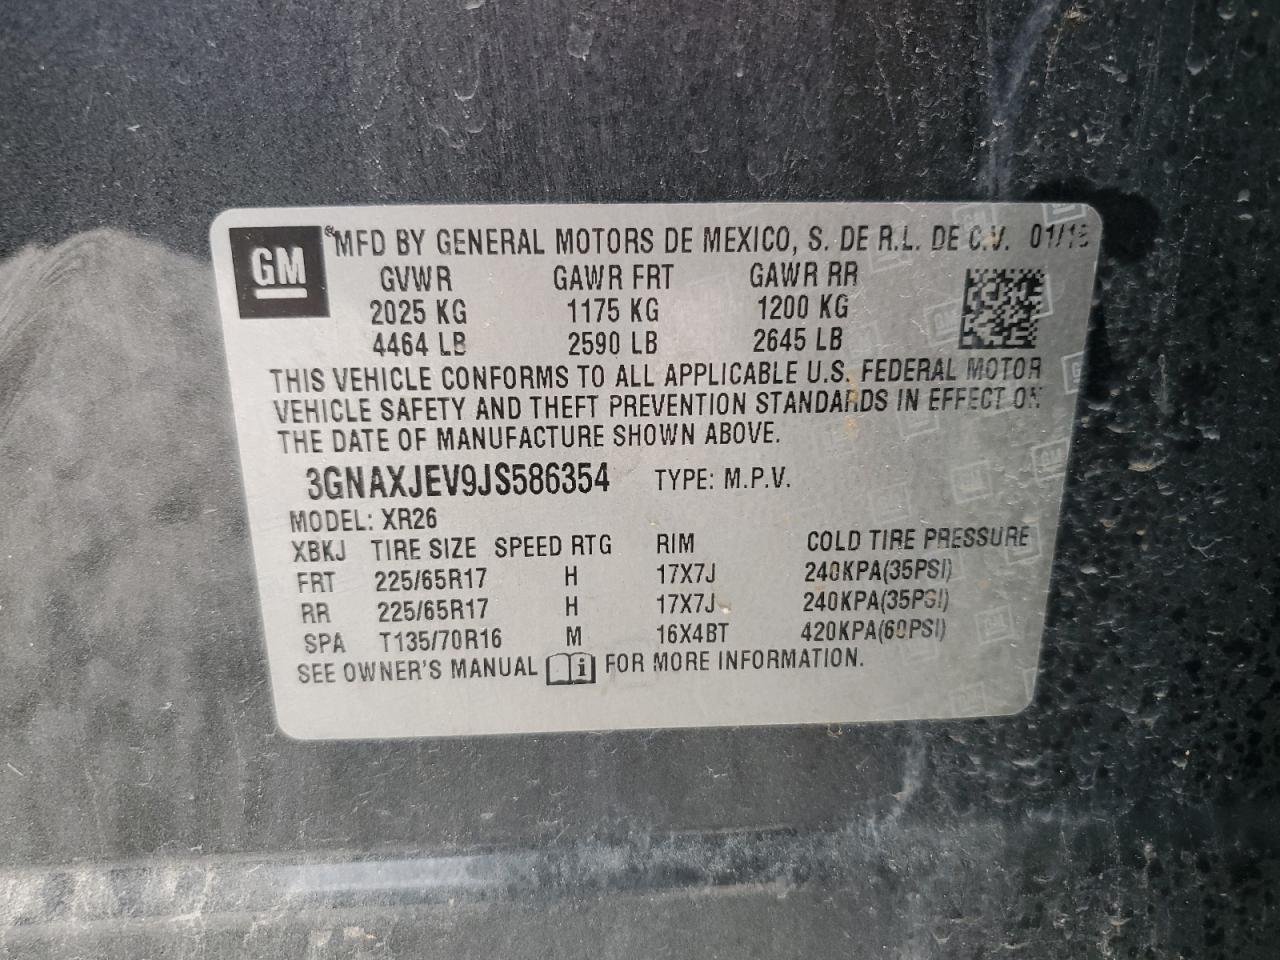 GM
®MFD BY GENERAL MOTORS DE MEXICO, S. DE R.L. DE C.V.
GVWR GAWR FRT GAWR RR
2025 KG 1175 KG 1200 KG
4464 LB 2590 LB 2645 LB
THIS VEHICLE CONFORMS TO ALL APPLICABLE U.S. FEDERAL MOTOR
VEHICLE SAFETY AND THEFT PREVENTION STANDARDS IN EFFECT ON
THE DATE OF MANUFACTURE SHOWN ABOVE.
3GNAXJEV9JS586354 TYPE: M.P.V.
MODEL: XR26
XBKJ TIRE SIZE SPEED RTG RIM COLD TIRE PRESSURE
FRT 225/65R17 H 17X7J 240KPA(35PSI)
RR 225/65R17 H 17X7J 240KPA(35PSI)
SPA T135/70R16 M 16X4BT 420KPA(60PSI)
SEE OWNER'S MANUAL i FOR MORE INFORMATION.